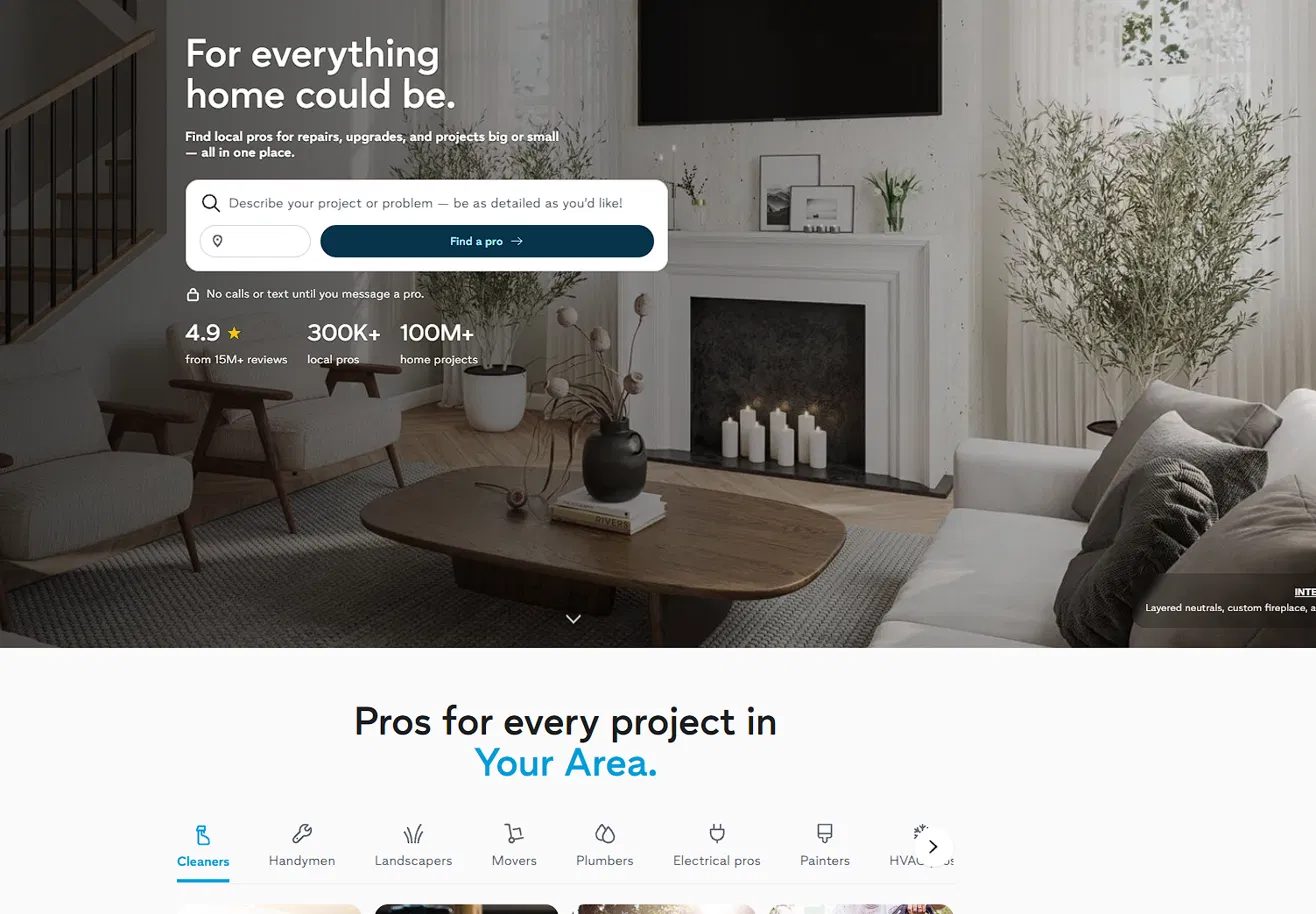 For everything
home could be.
Find local pros for repairs, upgrades, and projects big or small
— all in one place.
Describe your project or problem — be as detailed as you'd like!
Find a pro →
No calls or text until you message a pro.
4.9 ★ 300K+ 100M+
from 15M+ reviews local pros home projects
RIVERS
INTE
Layered neutrals, custom fireplace, a
Pros for every project in
Your Area.
Cleaners Handymen Landscapers Movers Plumbers Electrical pros Painters HVAC